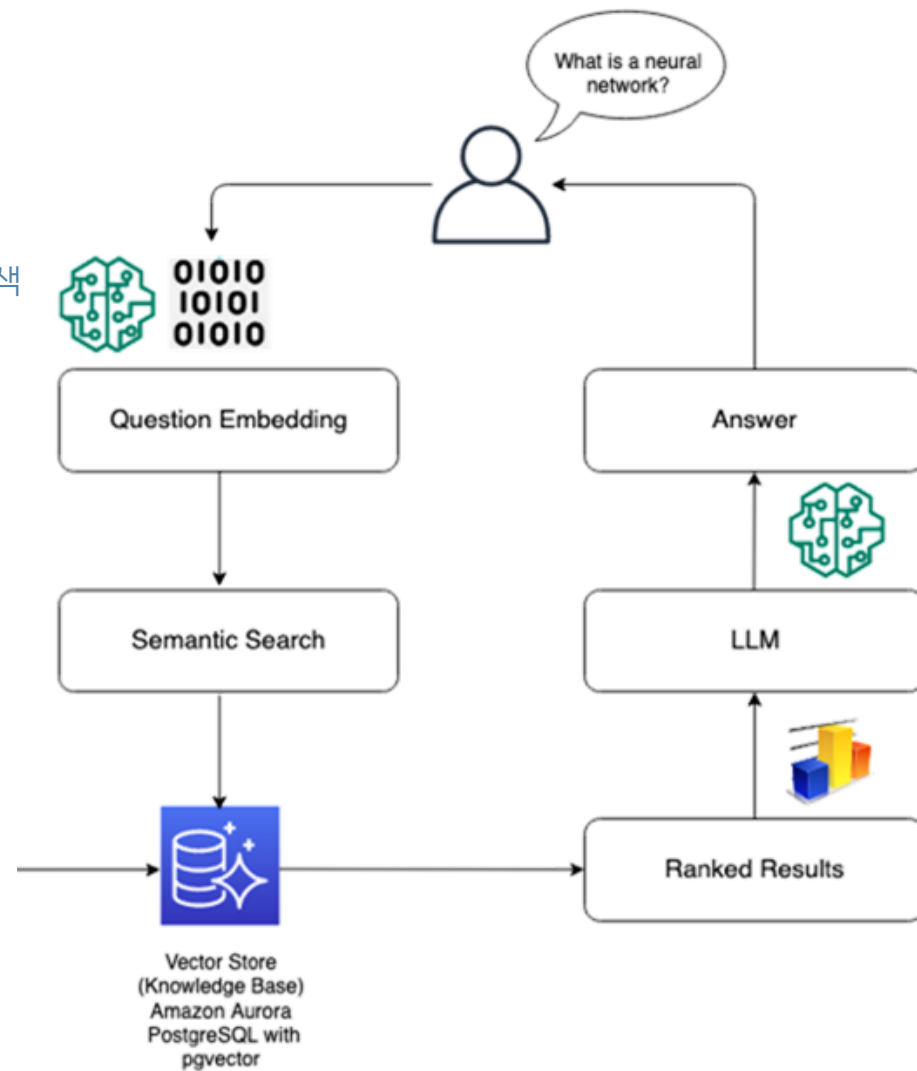 What is a neural
network?
색
01010
10101
01010
Question Embedding
Answer
Semantic Search
LLM
Ranked Results
Vector Store
(Knowledge Base)
Amazon Aurora
PostgreSQL with
pgvector